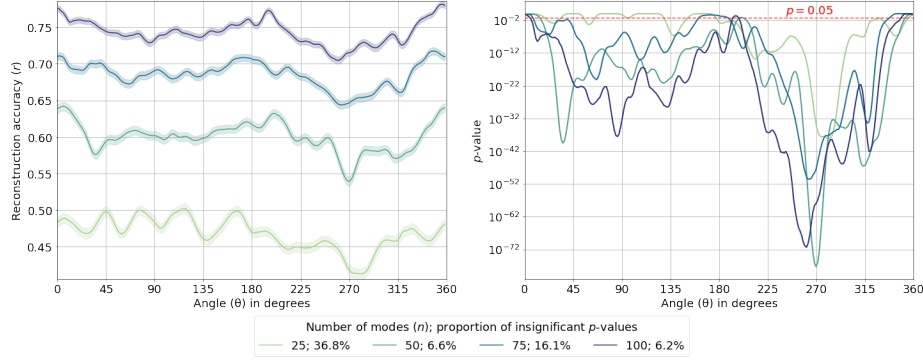 p = 0.05
Reconstruction accuracy (r)
0.75
0.70
0.65
0.60
0.55
0.50
0.45
0 45 90 135 180 225 270 315 360
Angle (θ) in degrees
p-value
10⁻²
10⁻¹²
10⁻²²
10⁻³²
10⁻⁴²
10⁻⁵²
10⁻⁶²
10⁻⁷²
0 45 90 135 180 225 270 315 360
Angle (θ) in degrees
Number of modes (n); proportion of insignificant p-values
25; 36.8% 50; 6.6% 75; 16.1% 100; 6.2%